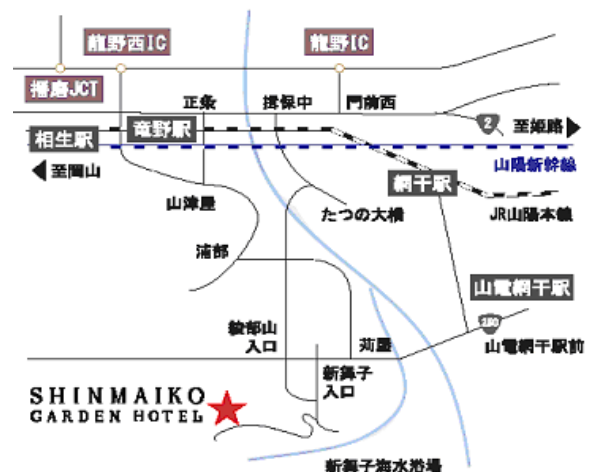 龍野西IC
龍野IC
播磨JCT
正条
揖保中
門前西
2
至姫路
相生駅
竜野駅
山陽新幹線
至岡山
網干駅
山津屋
たつの大橋
JR山陽本線
浦部
山電網干駅
250
綾部山
入口
苅屋
山電網干駅前
新舞子
入口
SHINMAIKO
GARDEN HOTEL
新舞子海水浴場